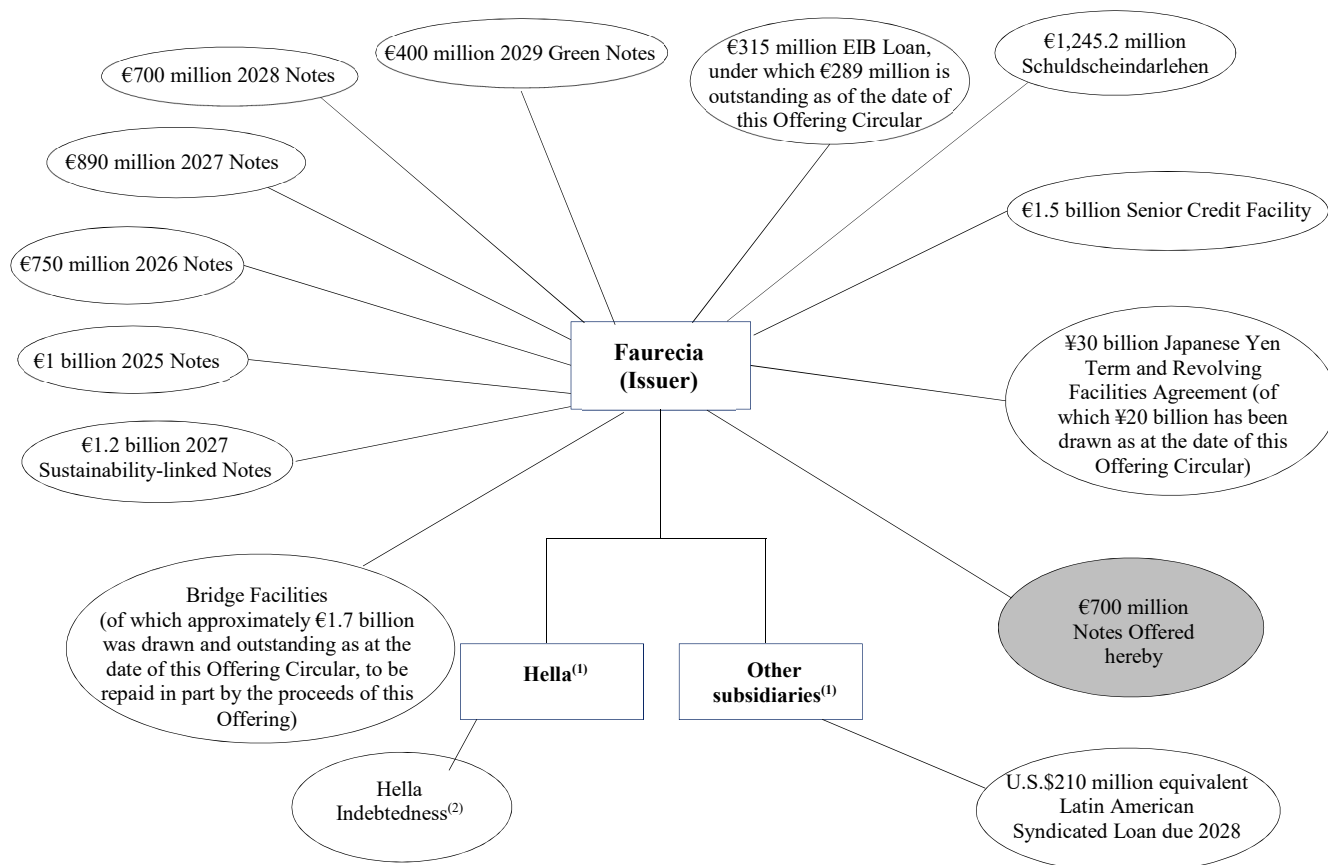 €700 million 2028 Notes
€400 million 2029 Green Notes
€315 million EIB Loan,
under which €289 million is
outstanding as of the date of
this Offering Circular
€1,245.2 million
Schuldscheindarlehen
€890 million 2027 Notes
€1.5 billion Senior Credit Facility
€750 million 2026 Notes
€1 billion 2025 Notes
Faurecia
(Issuer)
¥30 billion Japanese Yen
Term and Revolving
Facilities Agreement (of
which ¥20 billion has been
drawn as at the date of this
Offering Circular)
€1.2 billion 2027
Sustainability-linked Notes
Bridge Facilities
(of which approximately €1.7 billion
was drawn and outstanding as at the
date of this Offering Circular, to be
repaid in part by the proceeds of this
Offering)
€700 million
Notes Offered
hereby
Hella(1)
Other
subsidiaries(1)
Hella
Indebtedness(2)
U.S.$210 million equivalent
Latin American
Syndicated Loan due 2028